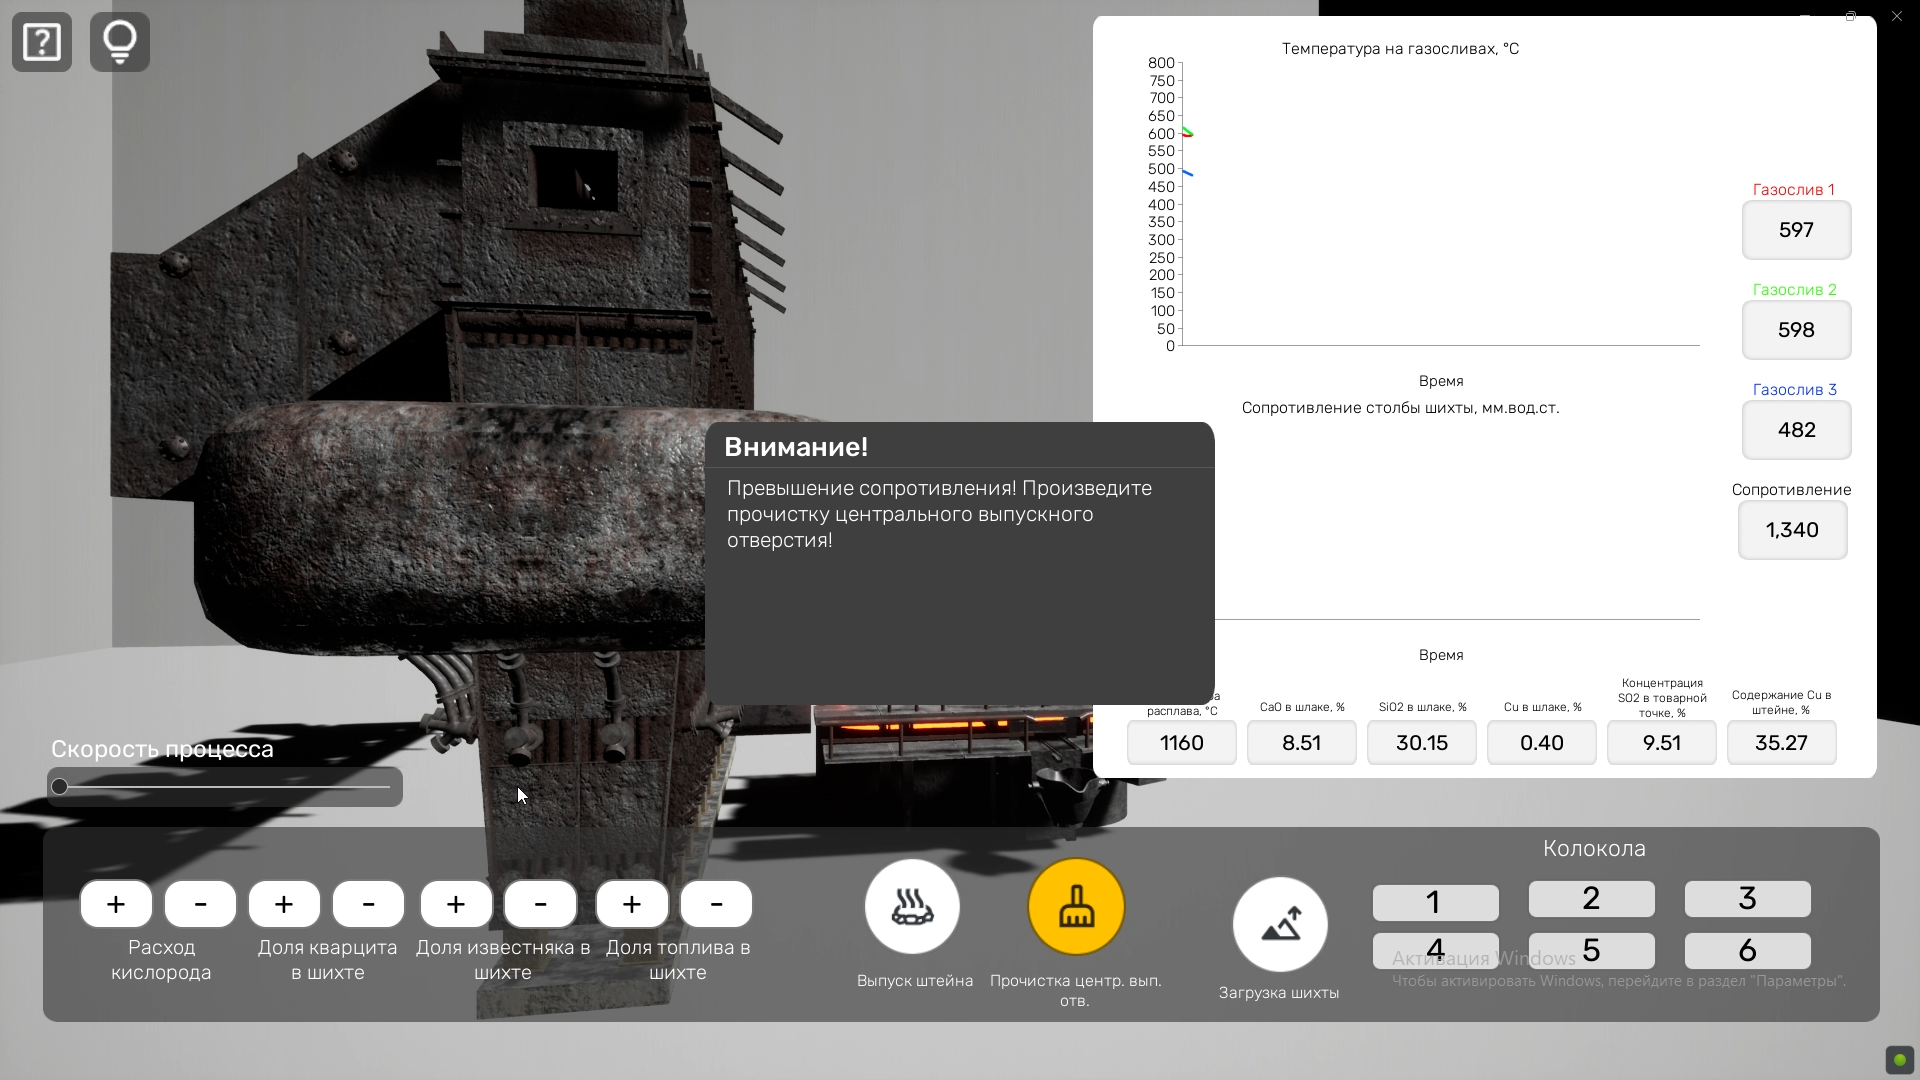 Температура на газосливах, °C
800
750
700
650
600
550
500
450
400
350
300
250
200
150
100
50
0
Время
Газослив 1
597
Газослив 2
598
Газослив 3
482
Сопротивление
1,340
Сопротивление столбы шихты, мм.вод.ст.
Время
Внимание!
Превышение сопротивления! Произведите
прочистку центрального выпускного
отверстия!
расплава, °C
1160
CaO в шлаке, %
8.51
SiO2 в шлаке, %
30.15
Cu в шлаке, %
0.40
Концентрация
SO2 в товарной
точке, %
9.51
Содержание Cu в
штейне, %
35.27
Скорость процесса
+ - + - + - + -
Расход
кислорода
Доля кварцита
в шихте
Доля известняка в
шихте
Доля топлива в
шихте
Выпуск штейна
Прочистка центр. вып.
отв.
Загрузка шихты
Колокола
1 2 3
4 5 6
Активация Windows
Чтобы активировать Windows, перейдите в раздел "Параметры".